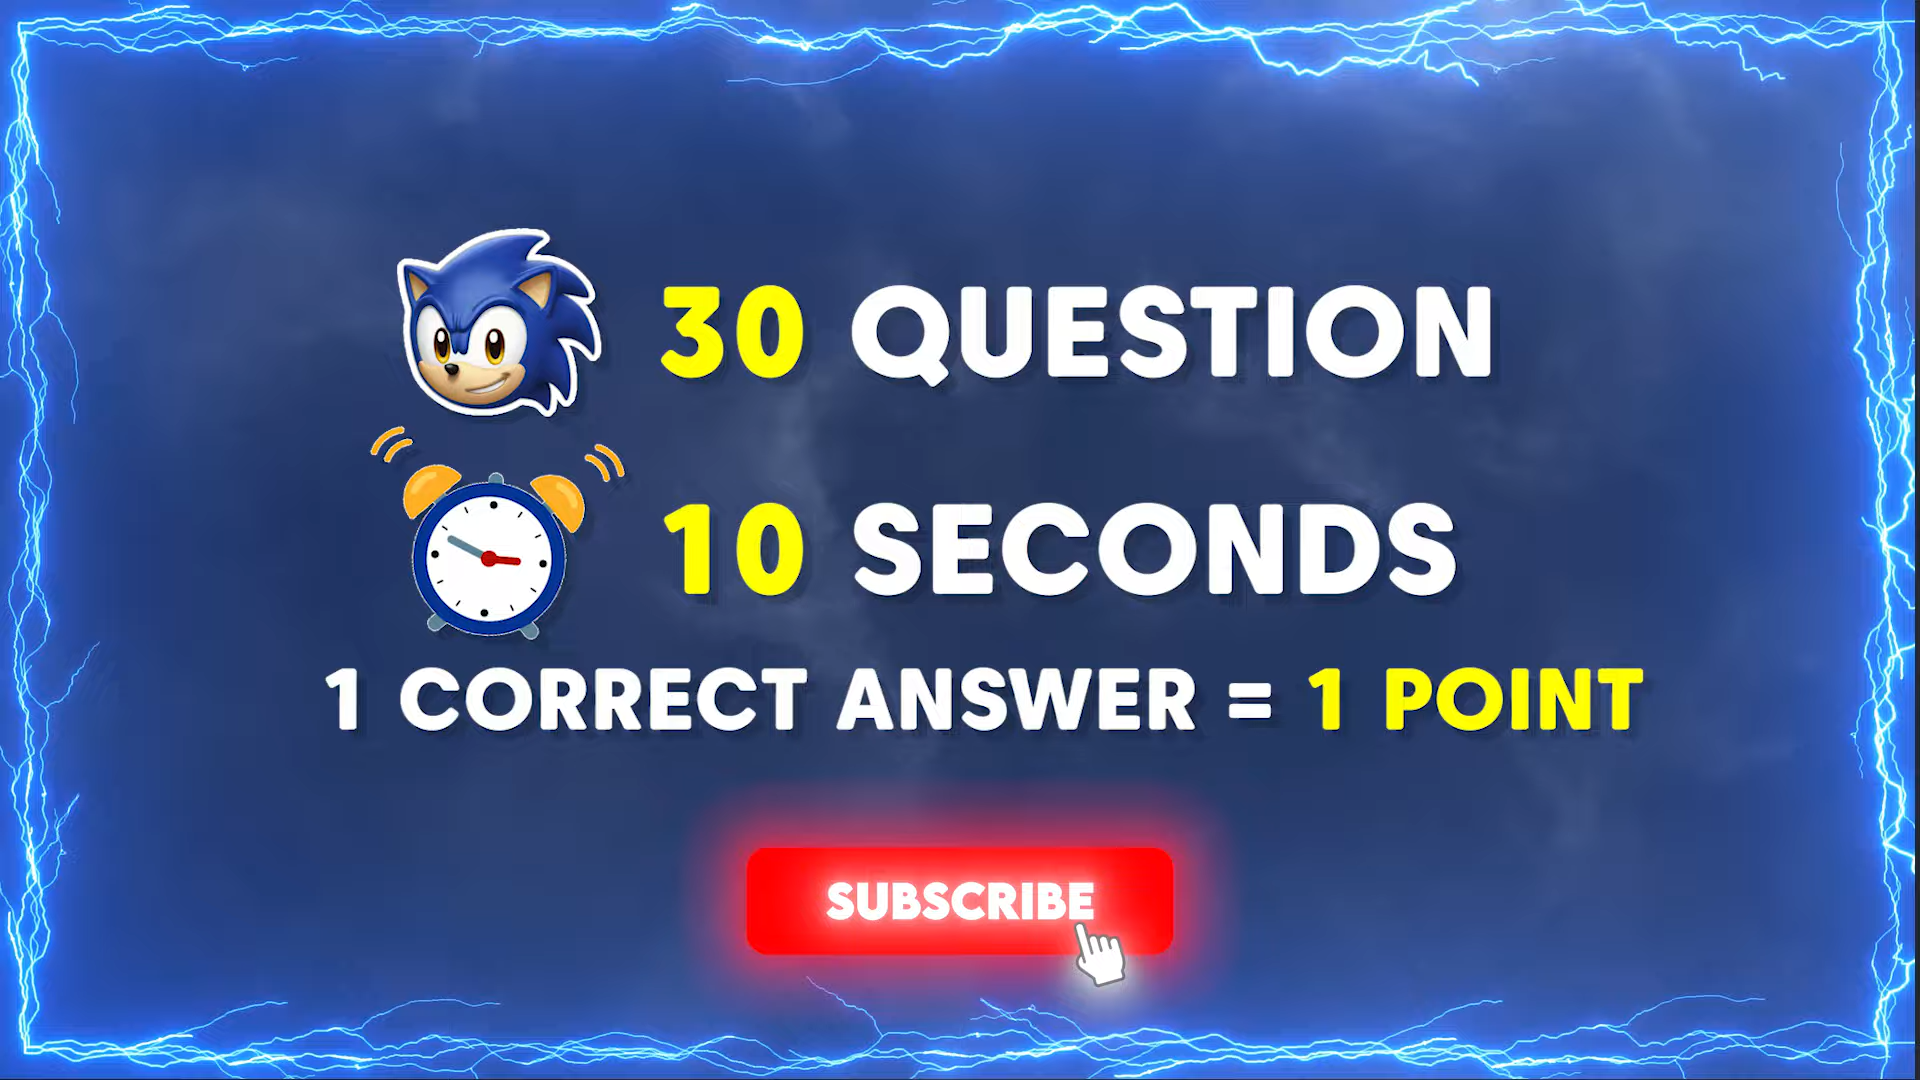 30 QUESTION
10 SECONDS
1 CORRECT ANSWER = 1 POINT
SUBSCRIBE